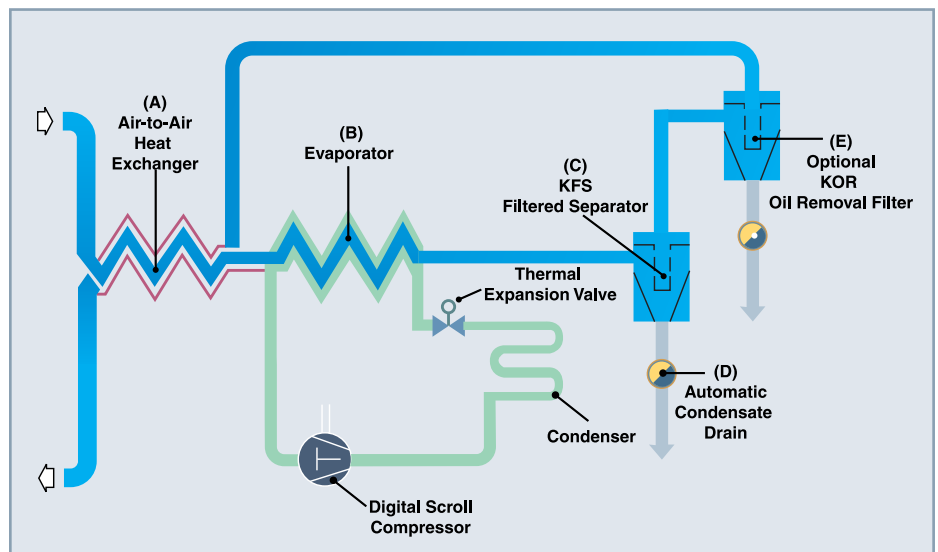 (A)
Air-to-Air
Heat
Exchanger
(B)
Evaporator
(C)
KFS
Filtered Separator
(E)
Optional
KOR
Oil Removal Filter
Thermal
Expansion Valve
(D)
Automatic
Condensate
Drain
Condenser
Digital Scroll
Compressor